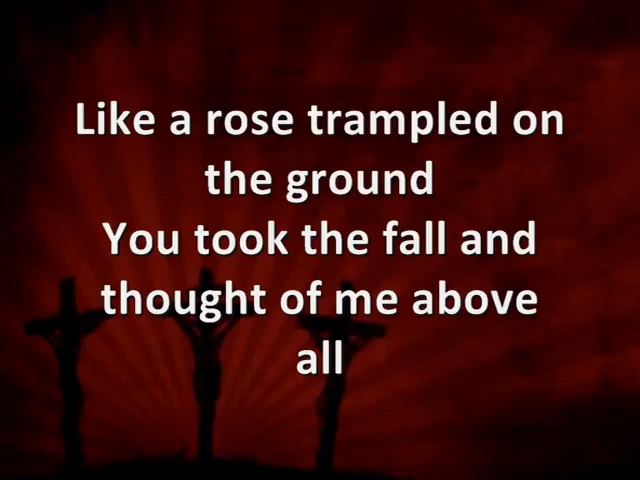 Like a rose trampled on
the ground
You took the fall and
thought of me above
all